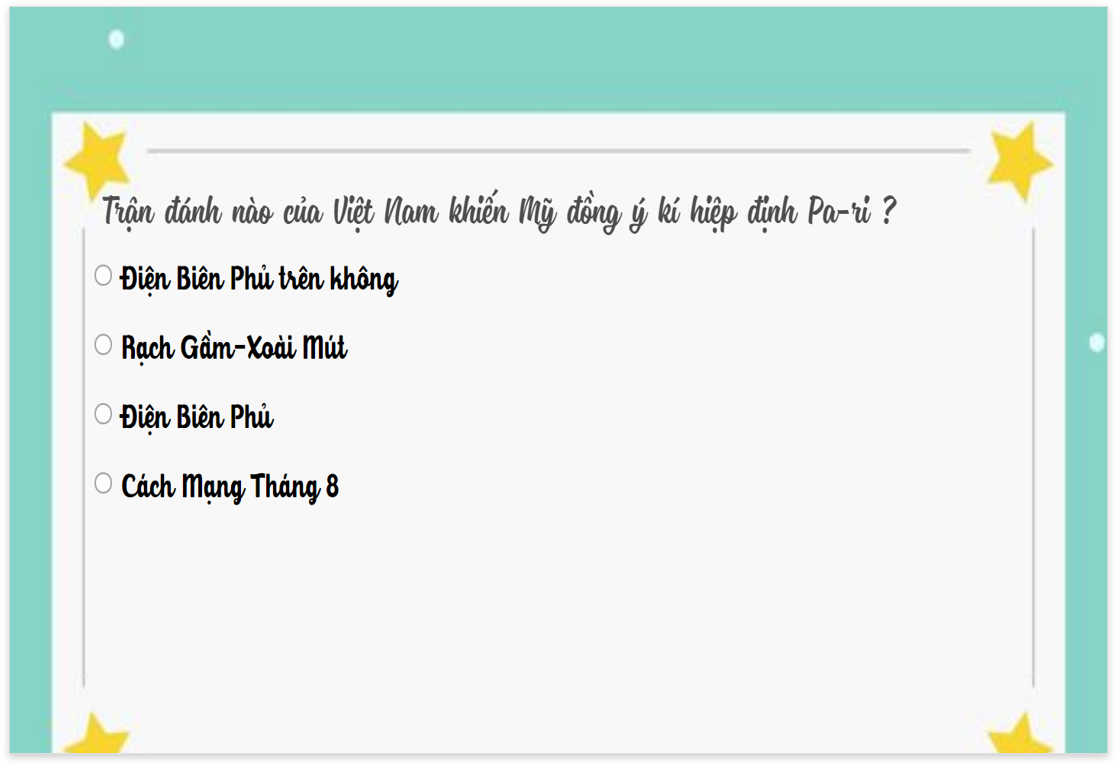 Trận đánh nào của Việt Nam khiến Mỹ đồng ý kí hiệp định Pa-ri ?
Điện Biên Phủ trên không
Rạch Gầm-Xoài Mút
Điện Biên Phủ
Cách Mạng Tháng 8